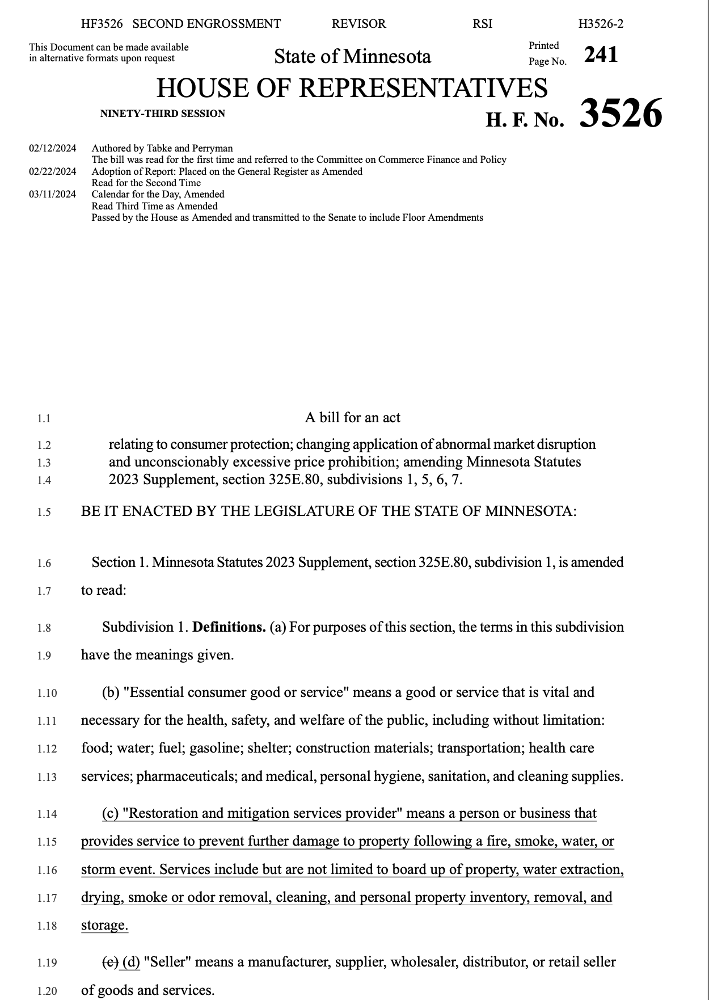 HF3526 SECOND ENGROSSMENT REVISOR RSI H3526-2
This Document can be made available
in alternative formats upon request
State of Minnesota
Printed
Page No. 241
HOUSE OF REPRESENTATIVES
NINETY-THIRD SESSION
H. F. No. 3526
02/12/2024 Authored by Tabke and Perryman
The bill was read for the first time and referred to the Committee on Commerce Finance and Policy
02/22/2024 Adoption of Report: Placed on the General Register as Amended
Read for the Second Time
03/11/2024 Calendar for the Day, Amended
Read Third Time as Amended
Passed by the House as Amended and transmitted to the Senate to include Floor Amendments
1.1 A bill for an act
1.2 relating to consumer protection; changing application of abnormal market disruption
1.3 and unconscionably excessive price prohibition; amending Minnesota Statutes
1.4 2023 Supplement, section 325E.80, subdivisions 1, 5, 6, 7.
1.5 BE IT ENACTED BY THE LEGISLATURE OF THE STATE OF MINNESOTA:
1.6 Section 1. Minnesota Statutes 2023 Supplement, section 325E.80, subdivision 1, is amended
1.7 to read:
1.8 Subdivision 1. Definitions. (a) For purposes of this section, the terms in this subdivision
1.9 have the meanings given.
1.10 (b) "Essential consumer good or service" means a good or service that is vital and
1.11 necessary for the health, safety, and welfare of the public, including without limitation:
1.12 food; water; fuel; gasoline; shelter; construction materials; transportation; health care
1.13 services; pharmaceuticals; and medical, personal hygiene, sanitation, and cleaning supplies.
1.14 (c) "Restoration and mitigation services provider" means a person or business that
1.15 provides service to prevent further damage to property following a fire, smoke, water, or
1.16 storm event. Services include but are not limited to board up of property, water extraction,
1.17 drying, smoke or odor removal, cleaning, and personal property inventory, removal, and
1.18 storage.
1.19 (c) (d) "Seller" means a manufacturer, supplier, wholesaler, distributor, or retail seller
1.20 of goods and services.